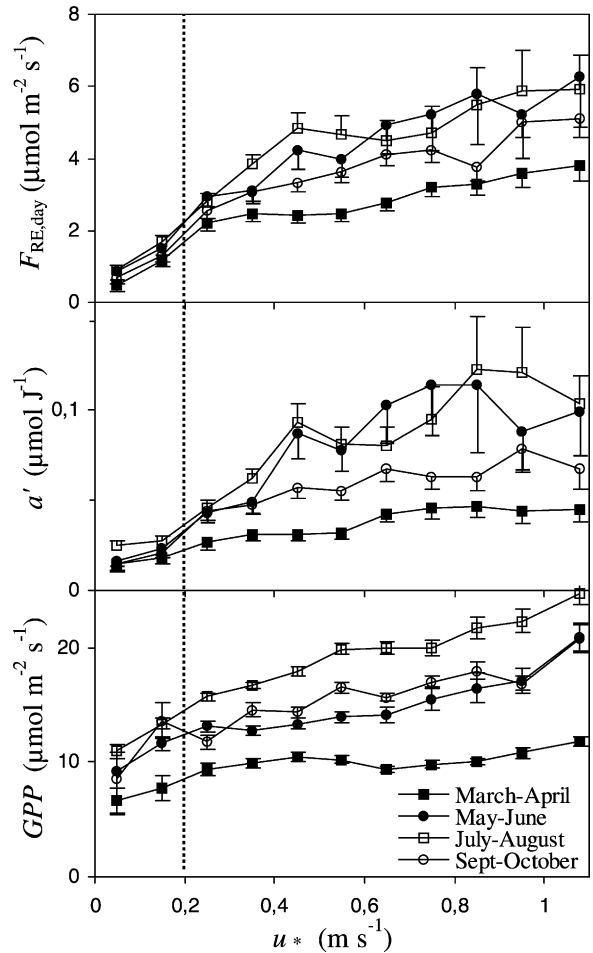 8
6
4
2
0
F_RE,day (μmol m⁻² s⁻¹)
0,1
0
a′ (μmol J⁻¹)
20
10
0
GPP (μmol m⁻² s⁻¹)
March-April
May-June
July-August
Sept-October
0 0,2 0,4 0,6 0,8 1
u* (m s⁻¹)